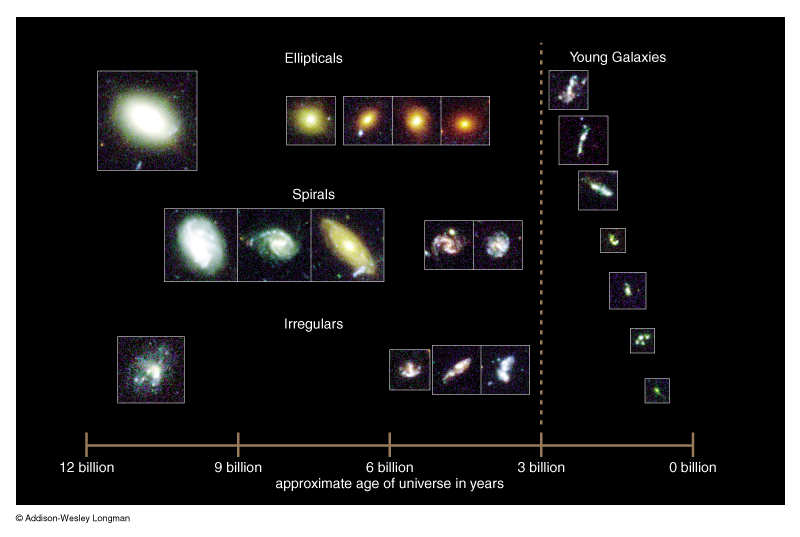 Ellipticals
Young Galaxies
Spirals
Irregulars
12 billion
9 billion
6 billion
3 billion
0 billion
approximate age of universe in years
© Addison-Wesley Longman